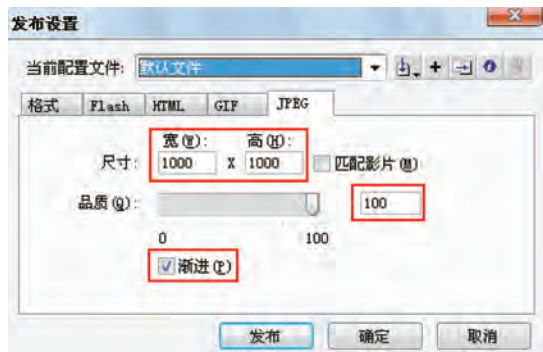 发布设置
当前配置文件: 默认文件
格式 Flash HTML GIF JPEG
宽(W): 高(H):
尺寸: 1000 X 1000 匹配影片(M)
品质(Q): 100
0 100
渐进(P)
发布 确定 取消